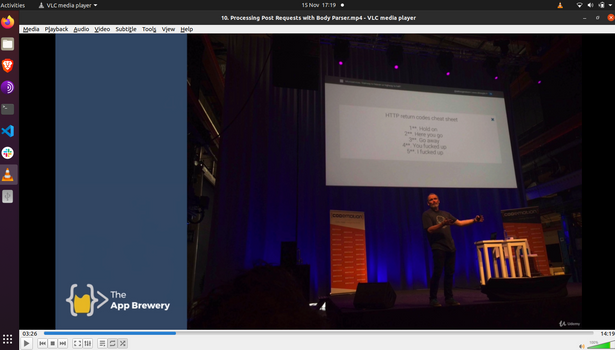 Activities
VLC media player
15 Nov 17:19
10. Processing Post Requests with Body Parser.mp4 - VLC media player
Media Playback Audio Video Subtitle Tools View Help
HTTP return codes cheat sheet
1**: Hold on
2**: Here you go
3**: Go away
4**: You fucked up
5**: I fucked up
The
App Brewery
Udemy
03:26
14:19